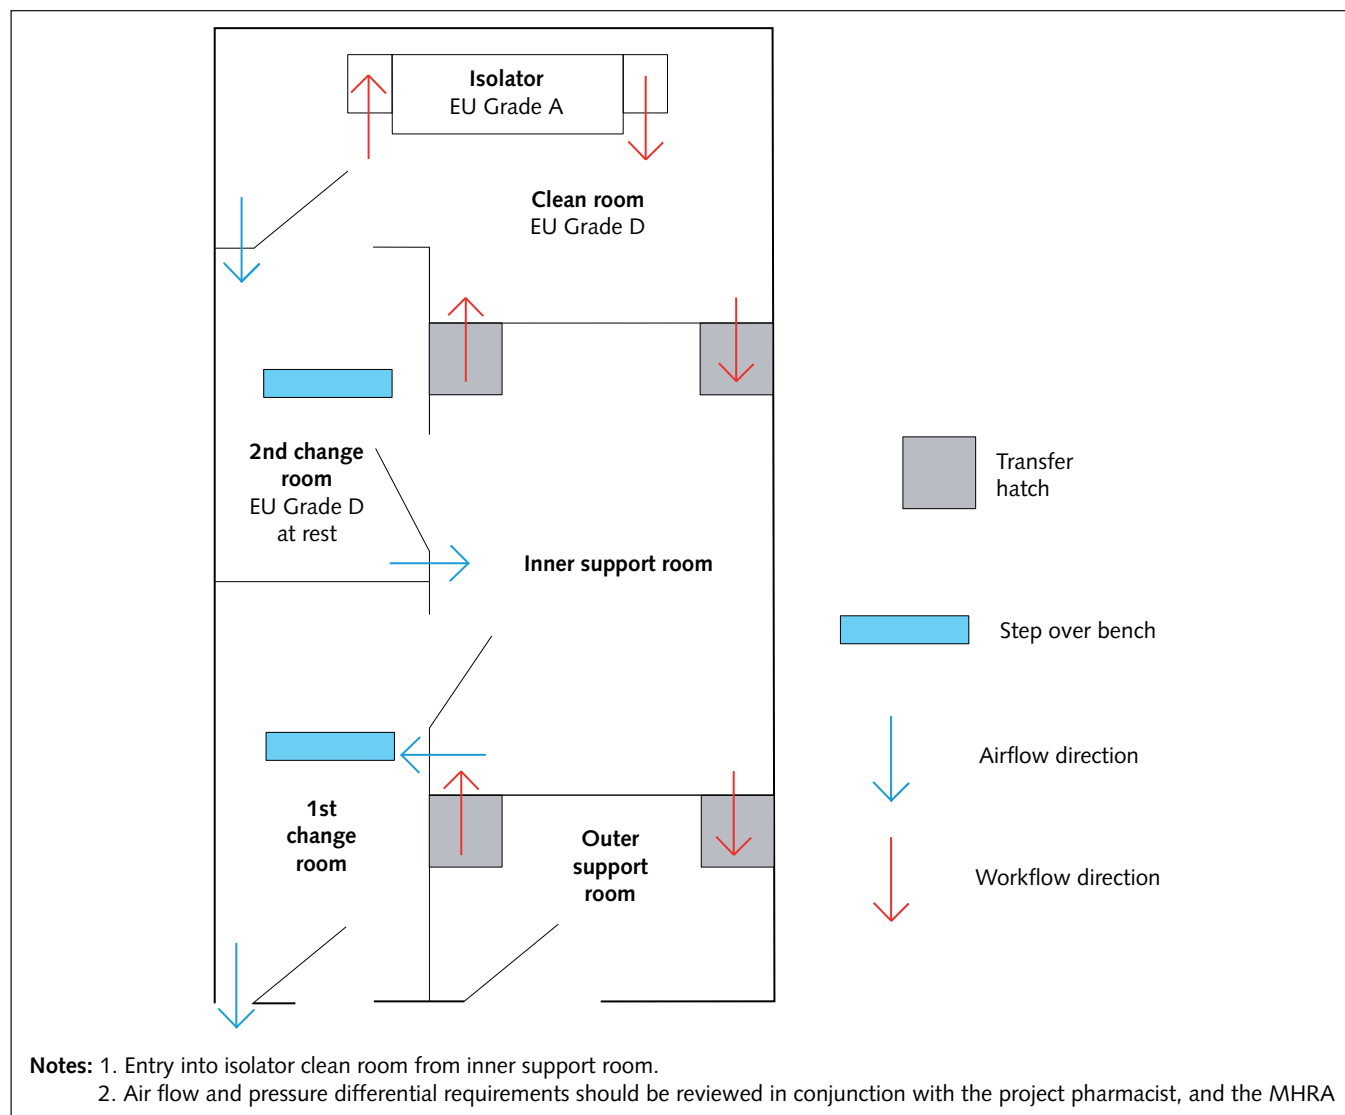 Isolator
EU Grade A
Clean room
EU Grade D
2nd change
room
EU Grade D
at rest
Inner support room
1st
change
room
Outer
support
room
Transfer
hatch
Step over bench
Airflow direction
Workflow direction
Notes: 1. Entry into isolator clean room from inner support room.
2. Air flow and pressure differential requirements should be reviewed in conjunction with the project pharmacist, and the MHRA